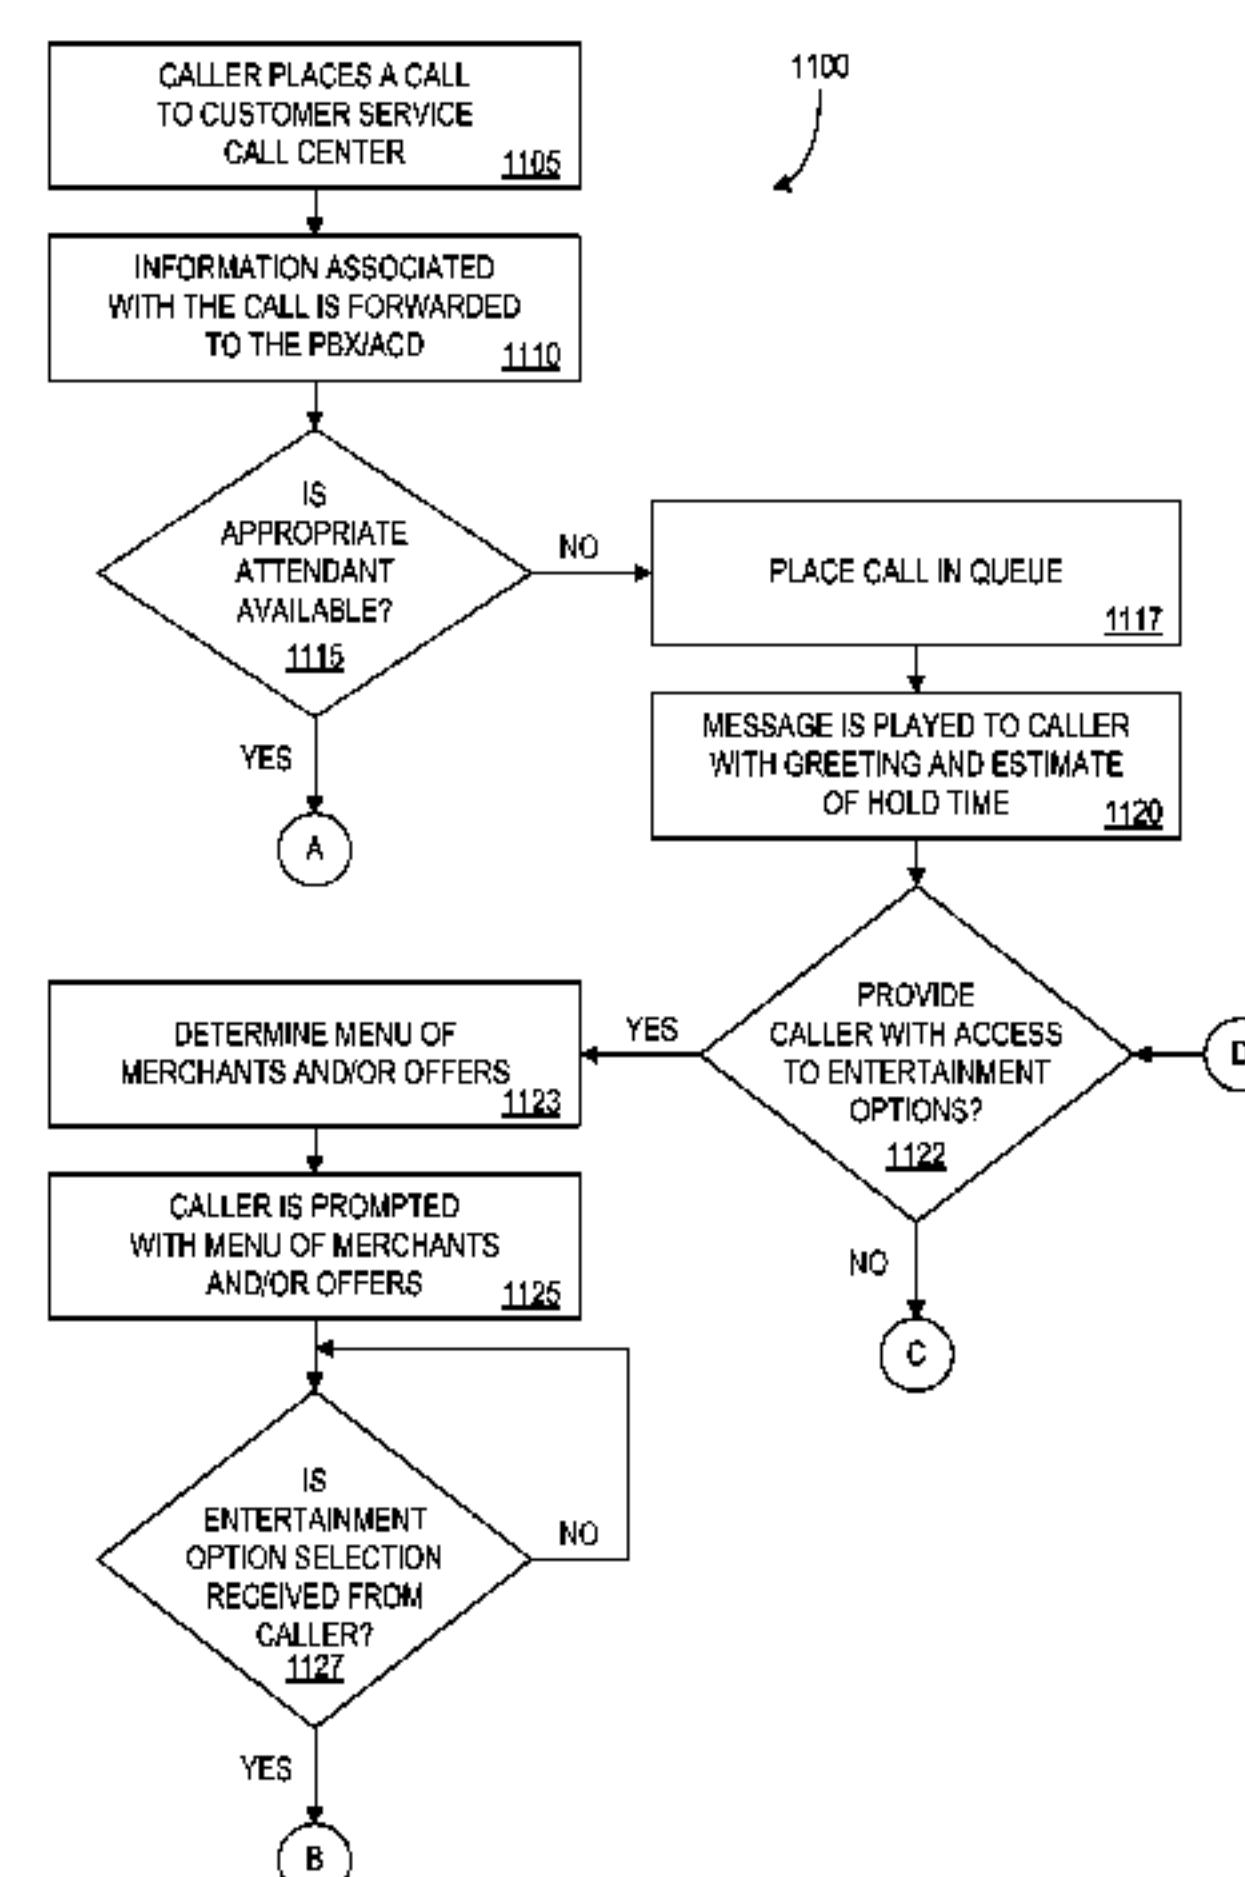 1100
CALLER PLACES A CALL
TO CUSTOMER SERVICE
CALL CENTER
1105
INFORMATION ASSOCIATED
WITH THE CALL IS FORWARDED
TO THE PBX/ACD
1110
IS
APPROPRIATE
ATTENDANT
AVAILABLE?
1115
NO
YES
A
PLACE CALL IN QUEUE
1117
MESSAGE IS PLAYED TO CALLER
WITH GREETING AND ESTIMATE
OF HOLD TIME
1120
PROVIDE
CALLER WITH ACCESS
TO ENTERTAINMENT
OPTIONS?
1122
D
YES
NO
C
DETERMINE MENU OF
MERCHANTS AND/OR OFFERS
1123
CALLER IS PROMPTED
WITH MENU OF MERCHANTS
AND/OR OFFERS
1125
IS
ENTERTAINMENT
OPTION SELECTION
RECEIVED FROM
CALLER?
1127
NO
YES
B